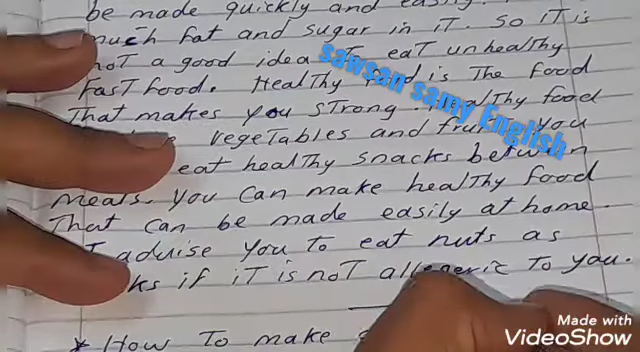 be made quickly and
much fat and sugar in it. So it is
not a good idea to eat unhealthy
fast food. Healthy food is the food
that makes you strong. Healthy food
vegetables and fruit. You
eat healthy snacks between
meals. You can make healthy food
that can be made easily at home.
I advise you to eat nuts as
ks if it is not allegeric to you.
* How to make
sawsan samy English
Made with
VideoShow